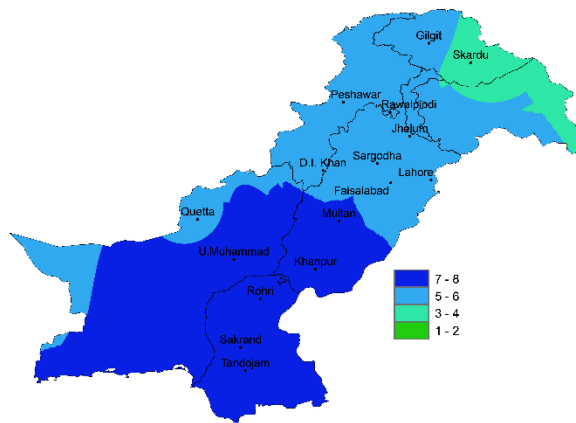 Gilgit
Skardu
Peshawar
Rawalpindi
Jhelum
D.I. Khan
Sargodha
Lahore
Faisalabad
Quetta
Multan
U.Muhammad
Khanpur
Rohri
Sakrand
Tandojam
7 - 8
5 - 6
3 - 4
1 - 2